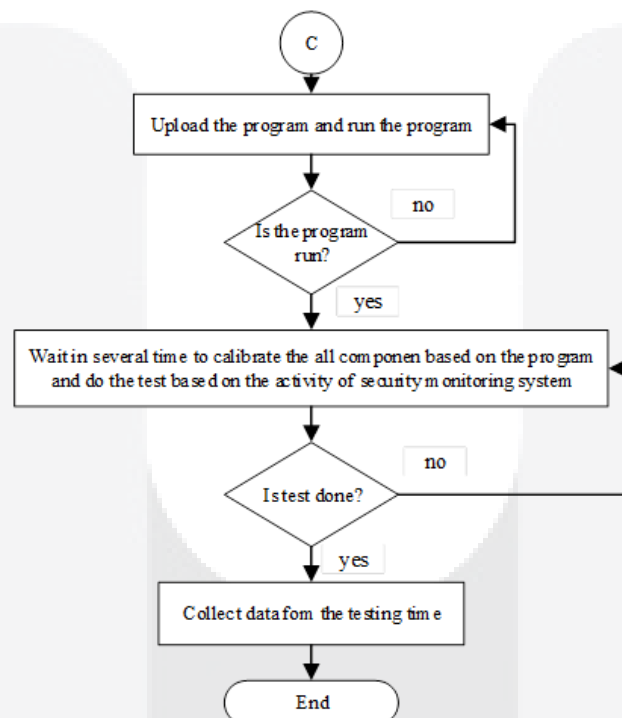 C
Upload the program and run the program
no
Is the program
run?
yes
Wait in several time to calibrate the all componen based on the program
and do the test based on the activity of security monitoring system
no
Is test done?
yes
Collect data fom the testing time
End